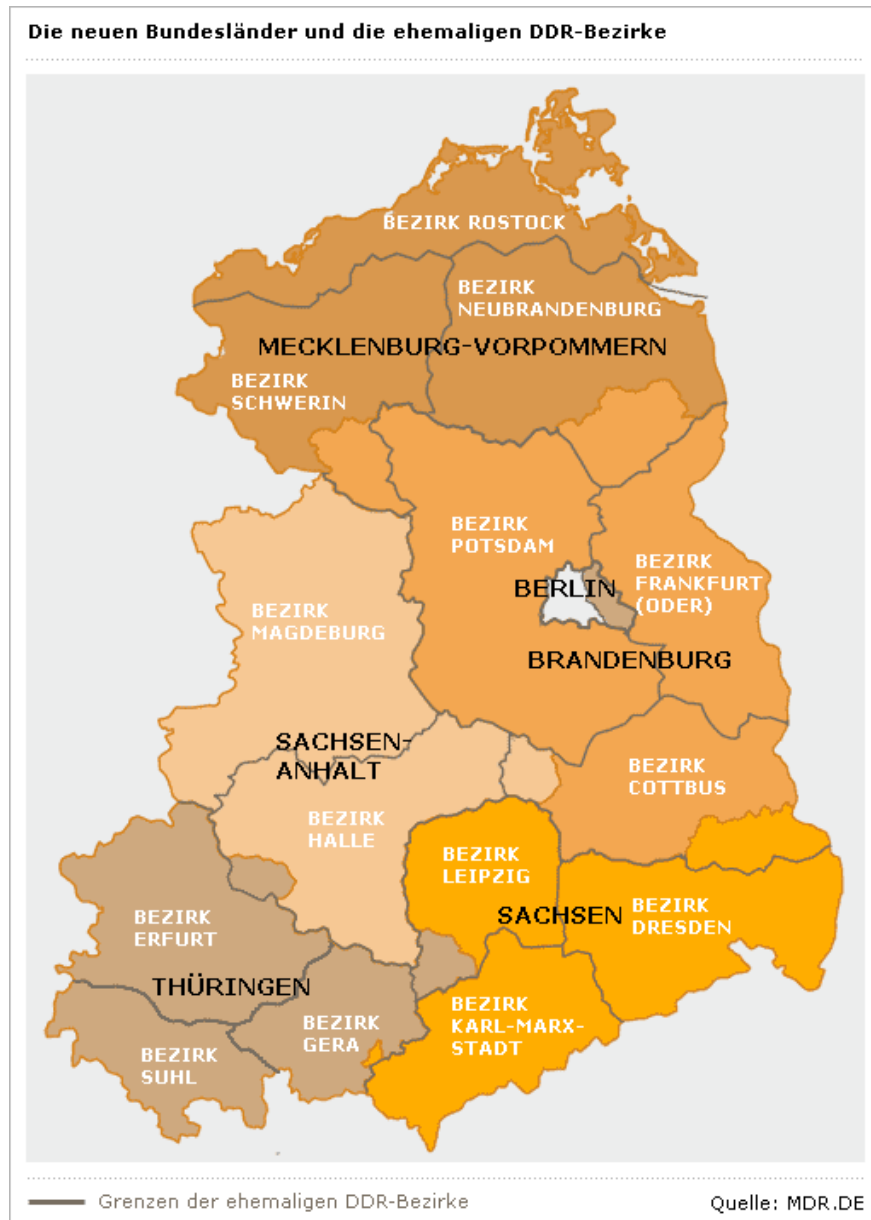 Die neuen Bundesländer und die ehemaligen DDR-Bezirke
BEZIRK ROSTOCK
BEZIRK
NEUBRANDENBURG
MECKLENBURG-VORPOMMERN
BEZIRK
SCHWERIN
BEZIRK
POTSDAM
BEZIRK
FRANKFURT
(ODER)
BERLIN
BEZIRK
MAGDEBURG
BRANDENBURG
SACHSEN-
ANHALT
BEZIRK
COTTBUS
BEZIRK
HALLE
BEZIRK
LEIPZIG
BEZIRK
ERFURT
SACHSEN
BEZIRK
DRESDEN
THÜRINGEN
BEZIRK
GERA
BEZIRK
KARL-MARX-
STADT
BEZIRK
SUHL
Grenzen der ehemaligen DDR-Bezirke
Quelle: MDR.DE